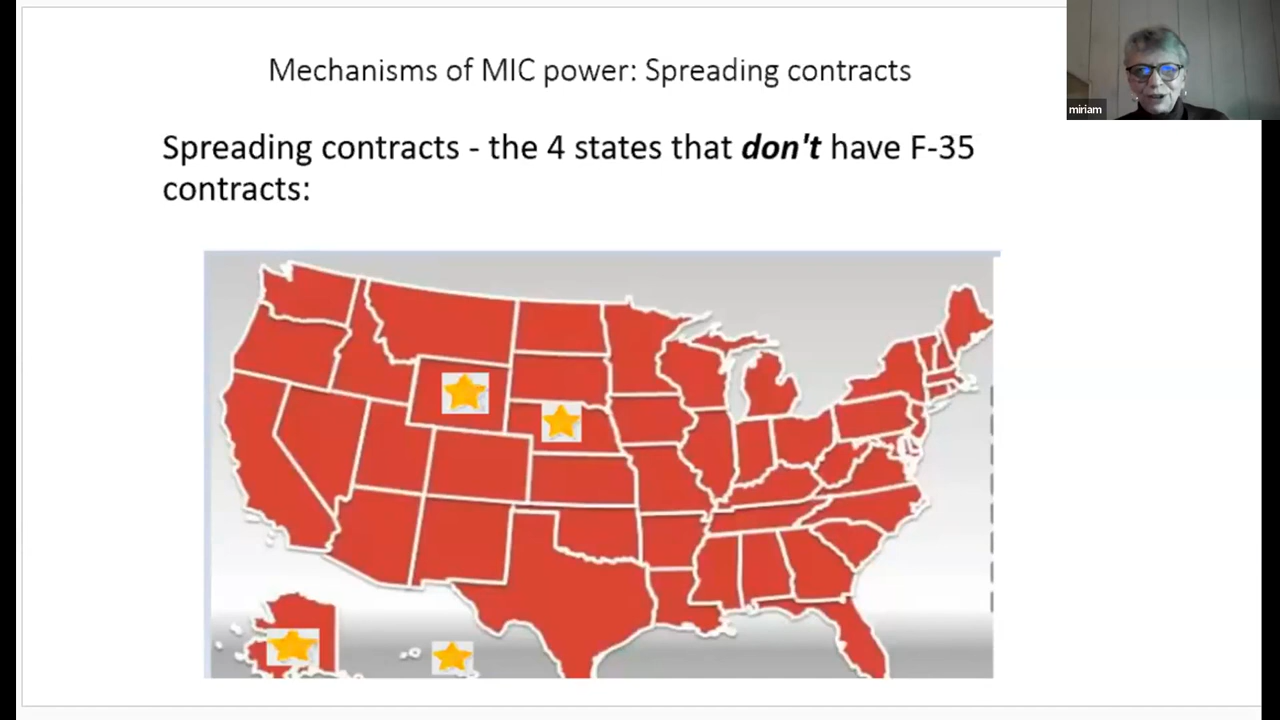 Mechanisms of MIC power: Spreading contracts
miriam
Spreading contracts - the 4 states that don't have F-35
contracts: